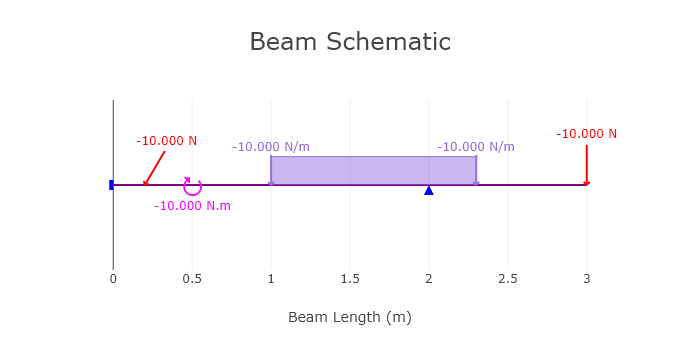 Beam Schematic
-10.000 N
-10.000 N/m
-10.000 N/m
-10.000 N
-10.000 N.m
0
0.5
1
1.5
2
2.5
3
Beam Length (m)